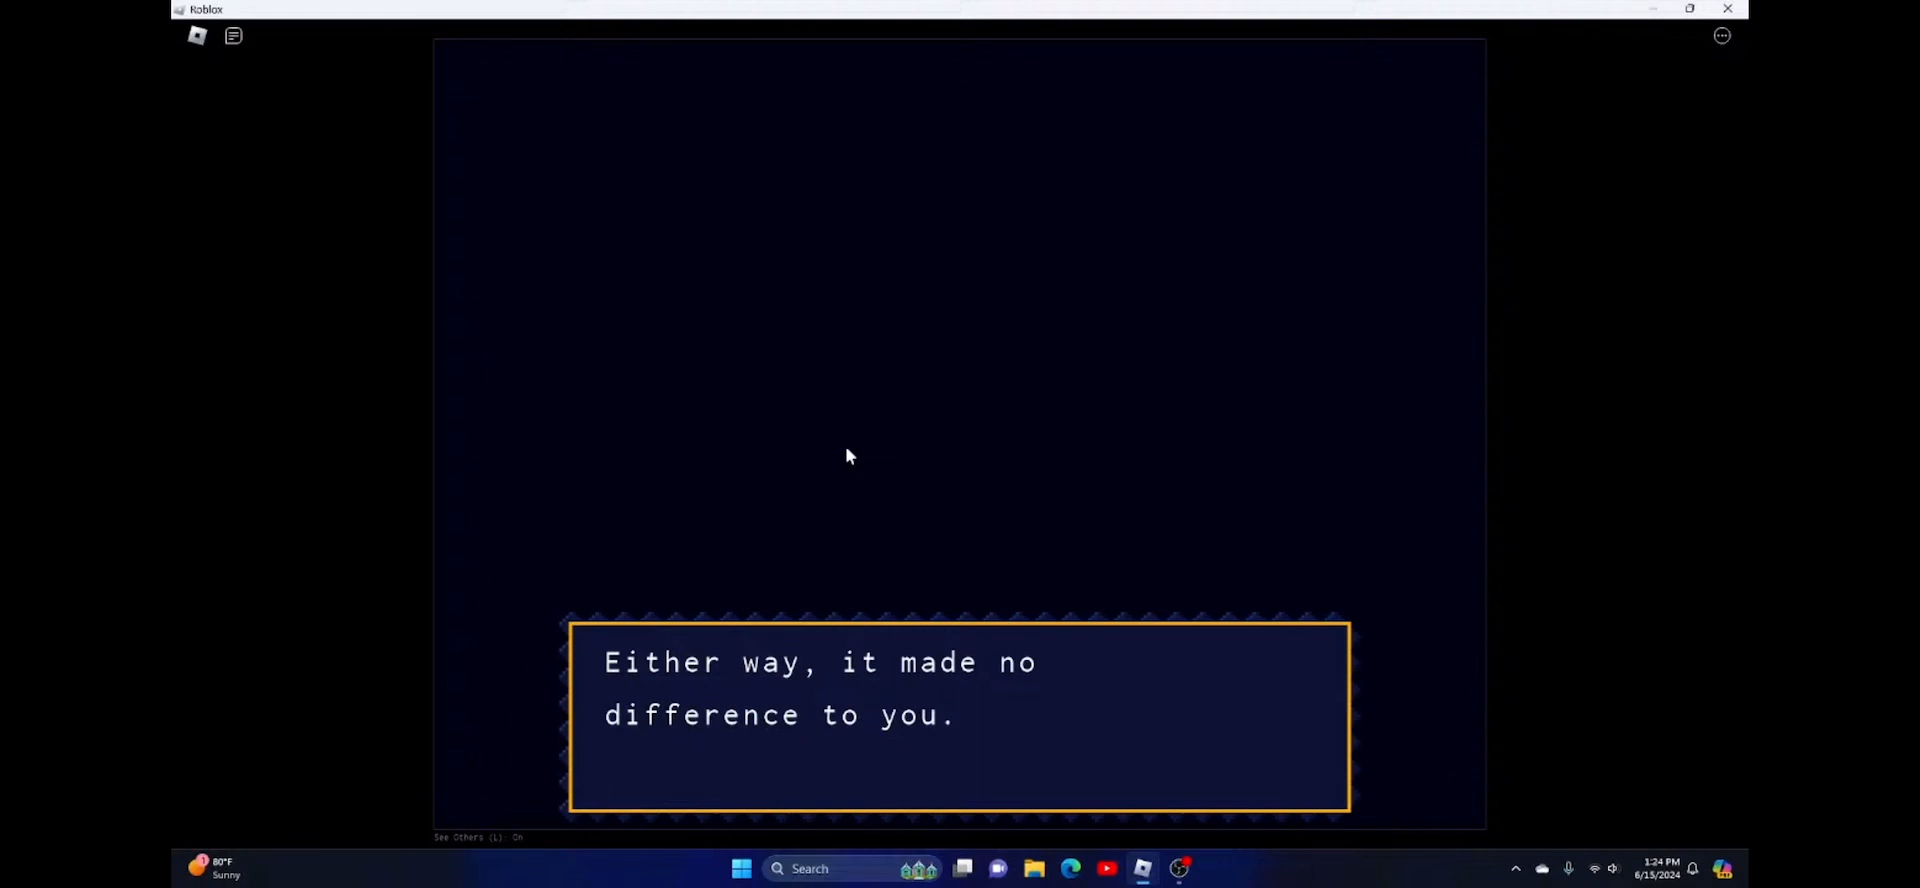 Roblox
Either way, it made no
difference to you.
See Others (L): On
1
80°F
Sunny
Search
1:24 PM
6/15/2024